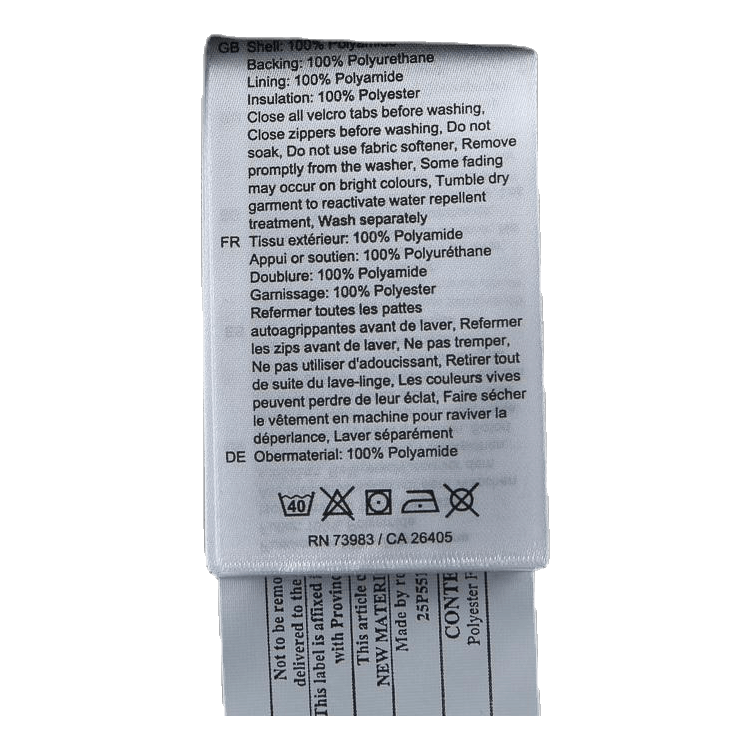 GB Shell: 100% Polyamide
Backing: 100% Polyurethane
Lining: 100% Polyamide
Insulation: 100% Polyester
Close all velcro tabs before washing,
Close zippers before washing, Do not
soak, Do not use fabric softener, Remove
promptly from the washer, Some fading
may occur on bright colours, Tumble dry
garment to reactivate water repellent
treatment, Wash separately
FR Tissu extérieur: 100% Polyamide
Appui or soutien: 100% Polyuréthane
Doublure: 100% Polyamide
Garnissage: 100% Polyester
Refermer toutes les pattes
autoagrippantes avant de laver, Refermer
les zips avant de laver, Ne pas tremper,
Ne pas utiliser d'adoucissant, Retirer tout
de suite du lave-linge, Les couleurs vives
peuvent perdre de leur éclat, Faire sécher
le vêtement en machine pour raviver la
déperlance, Laver séparément
DE Obermaterial: 100% Polyamide
40
RN 73983 / CA 26405
Not to be remo
delivered to the
This label is affixed i
with Provinc
This article c
NEW MATERI
Made by
25P551
CONTE
Polyester